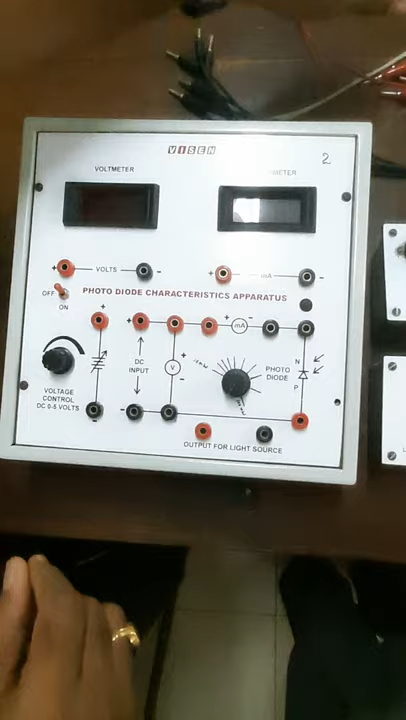 VISEN
2
VOLTMETER
METER
+ VOLTS -
+ mA -
OFF
ON
PHOTO DIODE CHARACTERISTICS APPARATUS
+
+
+ mA -
DC
INPUT
V
+
-
N
P
PHOTO
DIODE
VOLTAGE
CONTROL
DC 0-5 VOLTS
-
-
OUTPUT FOR LIGHT SOURCE